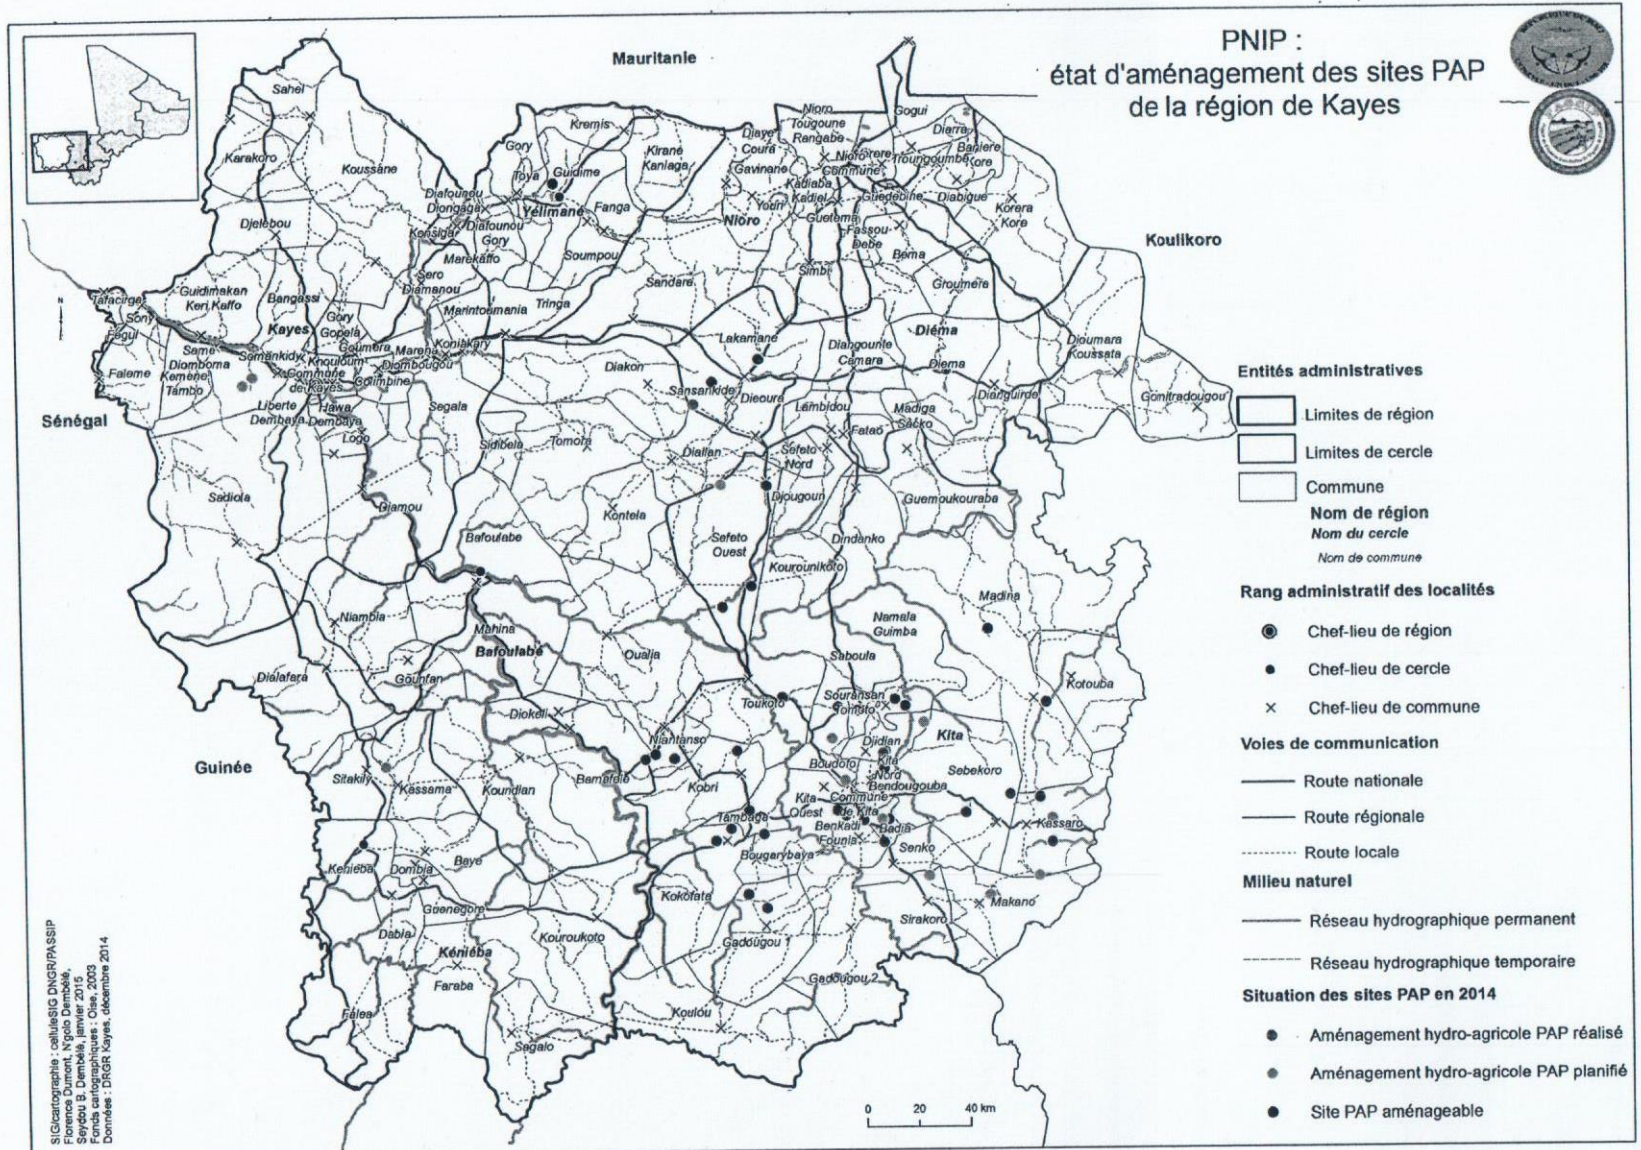 PNIP :
état d'aménagement des sites PAP
de la région de Kayes
Mauritanie
Koulikoro
Sénégal
Guinée
N
Sahel
Karakoro
Koussane
Djelebou
Gory
Kremis
Toya
Guidime
Yélimané
Fanga
Kirane
Kaniaga
Diafounou
Diongaga
Diafounou
Gory
Konsiga
Marekaffo
Soumpou
Sero
Diamanou
Marintoumania
Tringa
Nioro
Tougoune
Rangabe
Gogui
Diarra
Baniere
Kore
Troungoumbe
Diaye
Coura
Gavinane
Nioro
Commune
Kadiaba
Kadiel
Youri
Nioro
Guetema
Guedebine
Diabigue
Korera
Kore
Fassou-
Debe
Bema
Simbi
Groumera
Sandare
Tafacirga
Sony
Fegui
Faleme
Guidimakan
Keri Kaffo
Bangassi
Kayes
Gory
Gopela
Same
Diomboma
Kemene
Tambo
Somankidy
Khouloum
Commune
de Kayes
Goumera
Marena
Diombougou
Koniakary
Colimbine
Liberte
Dembaya
Hawa
Dembaya
Logo
Segala
Sadiola
Diamou
Sidibela
Tomora
Diakon
Lakamane
Diangounte
Camara
Diéma
Diema
Dioumara
Koussata
Gomitradougou
Sansankide
Dieoura
Lambidou
Madiga
Sacko
Dianguirde
Fatao
Diallan
Sefeto
Nord
Djougoun
Guemoukouraba
Kontela
Bafoulabe
Sefeto
Ouest
Dindanko
Kourounikoto
Madina
Niambia
Mahina
Bafoulabé
Oualia
Namala
Guimba
Saboula
Dialafara
Gounfan
Diokeli
Toukoto
Souransan
Tomoto
Kotouba
Kita
Niantanso
Djidian
Kita
Nord
Boudofo
Bendougouba
Sebekoro
Sitakily
Kassama
Koundian
Bamafele
Kobri
Kita
Ouest
Commune
de Kita
Tambaga
Benkadi
Founia
Badia
Kassaro
Senko
Bougarybaya
Kenieba
Dombia
Baye
Kokofata
Makano
Sirakoro
Guenegore
Dabia
Kouroukoto
Gadougou 1
Kéniéba
Faraba
Gadougou 2
Falea
Koulou
Sagalo
Entités administratives
Limites de région
Limites de cercle
Commune
Nom de région
Nom du cercle
Nom de commune
Rang administratif des localités
Chef-lieu de région
Chef-lieu de cercle
Chef-lieu de commune
Voies de communication
Route nationale
Route régionale
Route locale
Milieu naturel
Réseau hydrographique permanent
Réseau hydrographique temporaire
Situation des sites PAP en 2014
Aménagement hydro-agricole PAP réalisé
Aménagement hydro-agricole PAP planifié
Site PAP aménageable
0 20 40 km
SIG/cartographie : celluleSIG DNGR/PASSIP
Florence Dumont, N'golo Dembélé,
Seydou B. Dembélé, janvier 2015
Fonds cartographiques : Oise, 2003
Données : DRGR Kayes, décembre 2014